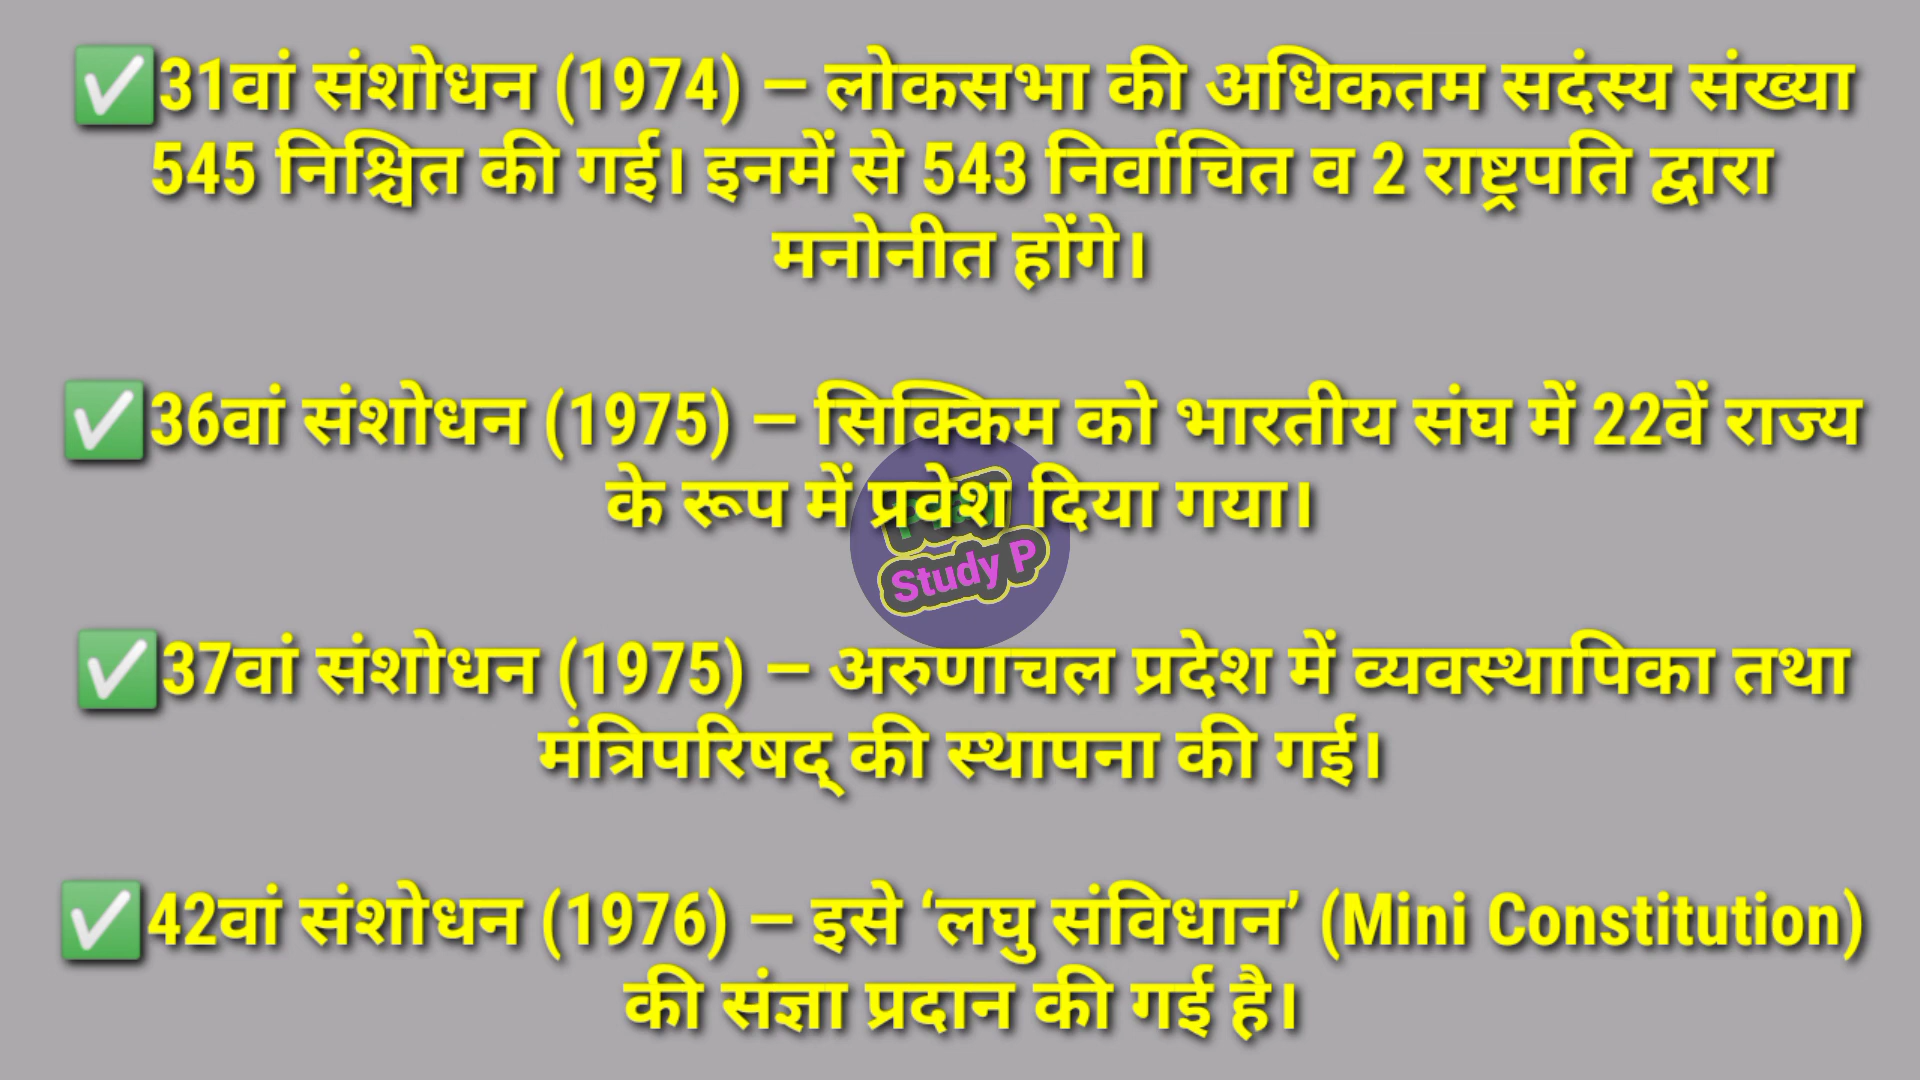 ✅31वां संशोधन (1974) – लोकसभा की अधिकतम सदंस्य संख्या
545 निश्चित की गई। इनमें से 543 निर्वाचित व 2 राष्ट्रपति द्वारा
मनोनीत होंगे।
✅36वां संशोधन (1975) – सिक्किम को भारतीय संघ में 22वें राज्य
के रूप में प्रवेश दिया गया।
Study P
✅37वां संशोधन (1975) – अरुणाचल प्रदेश में व्यवस्थापिका तथा
मंत्रिपरिषद् की स्थापना की गई।
✅42वां संशोधन (1976) – इसे ‘लघु संविधान’ (Mini Constitution)
की संज्ञा प्रदान की गई है।